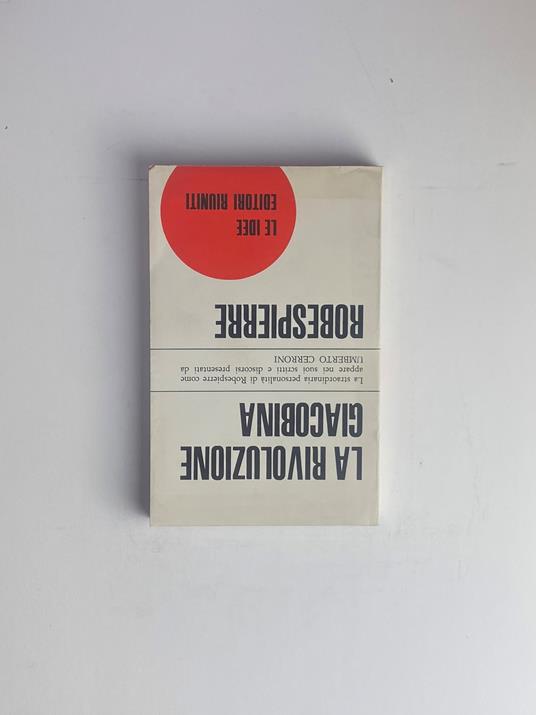 LA RIVOLUZIONE
GIACOBINA
La straordinaria personalità di Robespierre come
appare nei suoi scritti e discorsi presentati da
UMBERTO CERRONI
ROBESPIERRE
LE IDEE
EDITORI RIUNITI